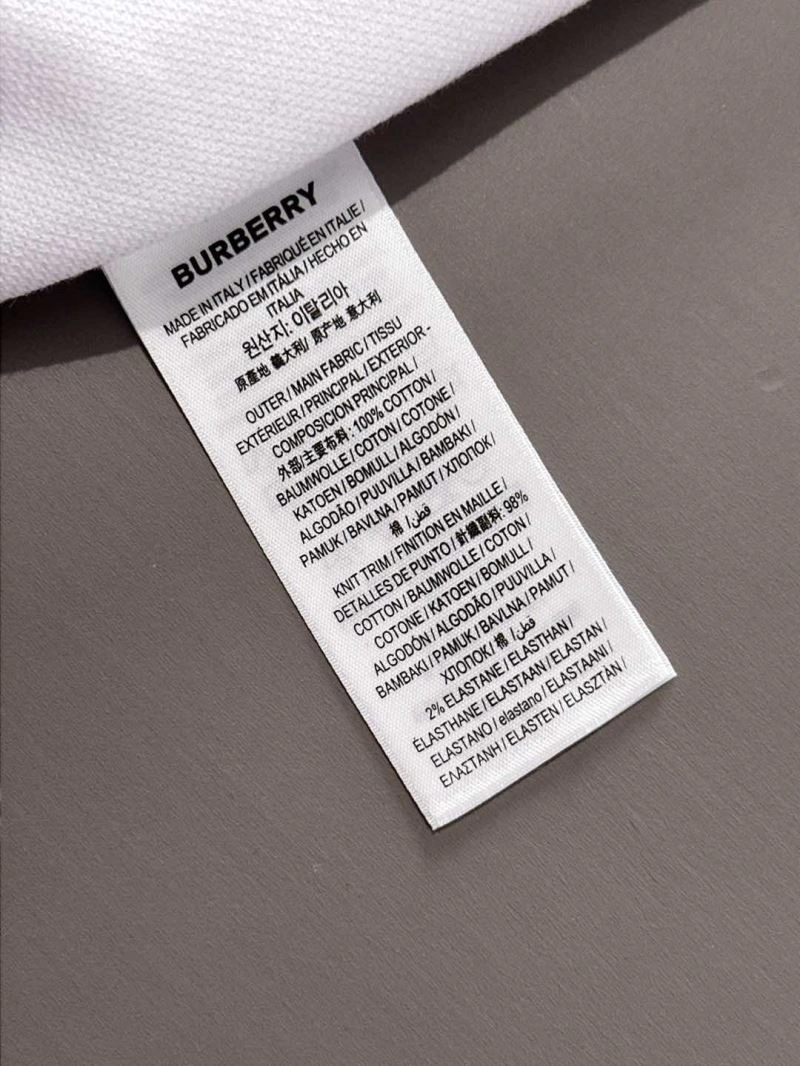 BURBERRY
MADE IN ITALY / FABRIQUÉ EN ITALIE /
FABRICADO EM ITÁLIA / HECHO EN
ITALIA
원산지: 이탈리아
原產地 義大利/ 原产地 意大利
OUTER / MAIN FABRIC / TISSU
EXTÉRIEUR / PRINCIPAL / EXTERIOR -
COMPOSICION PRINCIPAL /
外部/主要布料: 100% COTTON /
BAUMWOLLE / COTON / COTONE /
KATOEN / BOMULL / ALGODÓN /
ALGODÃO / PUUVILLA / BAMBAKI /
PAMUK / BAVLNA / PAMUT / ХЛОПОК/
棉 /قطن
KNIT TRIM / FINITION EN MAILLE /
DETALLES DE PUNTO / 針織副料: 98%
COTTON / BAUMWOLLE / COTON /
COTONE / KATOEN / BOMULL /
ALGODÓN / ALGODÃO / PUUVILLA /
BAMBAKI / PAMUK / BAVLNA / PAMUT /
ХЛОПОК/ 棉 /قطن
2% ELASTANE / ELASTHAN /
ÉLASTHANE / ELASTAAN / ELASTAN /
ELASTANO / elastano / ELASTAANI /
ΕΛΑΣΤΑΝΗ / ELASTEN / ELASZTÁN /